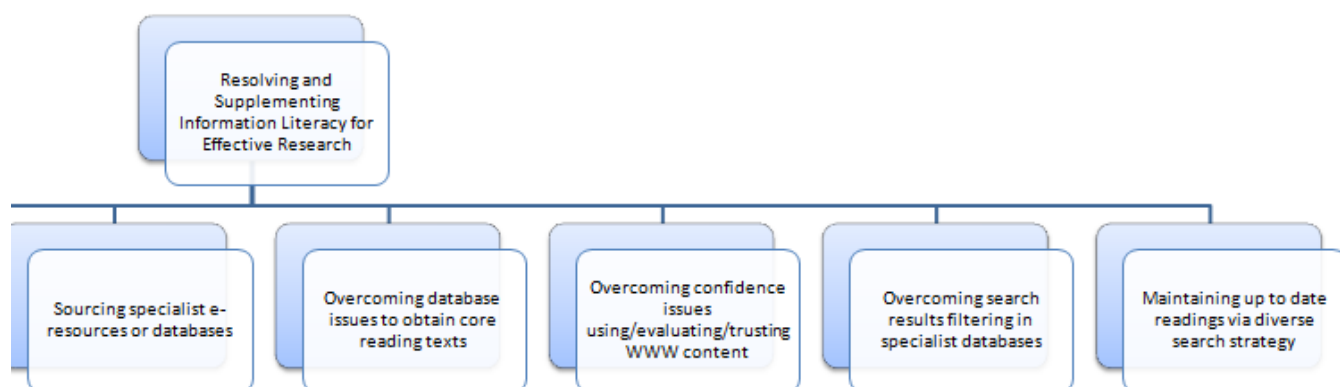 Resolving and
Supplementing
Information Literacy for
Effective Research
Sourcing specialist e-
resources or databases
Overcoming database
issues to obtain core
reading texts
Overcoming confidence
issues
using/evaluating/trusting
WWW content
Overcoming search
results filtering in
specialist databases
Maintaining up to date
readings via diverse
search strategy